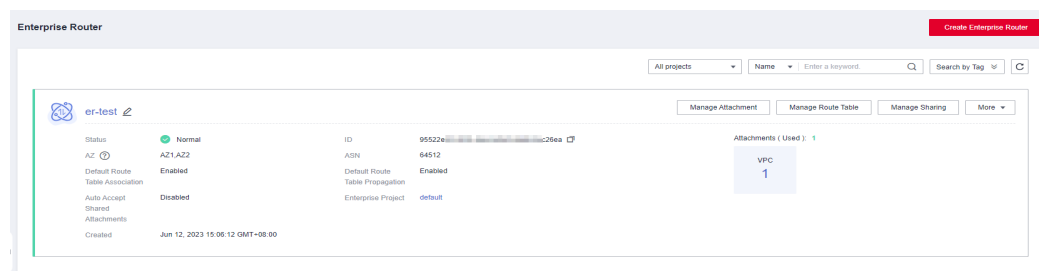 Enterprise Router
Create Enterprise Router
All projects
Name
Enter a keyword.
Search by Tag
er-test
Manage Attachment
Manage Route Table
Manage Sharing
More
Status
Normal
ID
95522e
c26ea
Attachments ( Used ): 1
AZ
AZ1,AZ2
ASN
64512
VPC
1
Default Route
Table Association
Enabled
Default Route
Table Propagation
Enabled
Auto Accept
Shared
Attachments
Disabled
Enterprise Project
default
Created
Jun 12, 2023 15:06:12 GMT+08:00